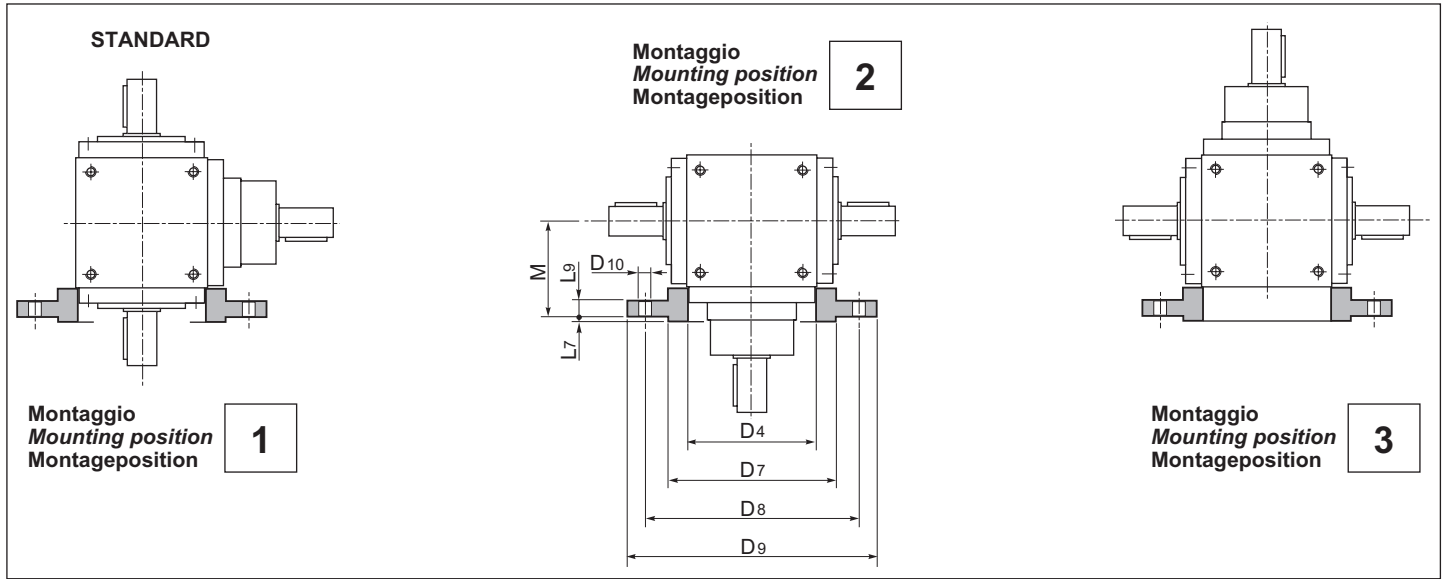 STANDARD
Montaggio
Mounting position
Montageposition
1
Montaggio
Mounting position
Montageposition
2
M
L9
D10
L7
D4
D7
D8
D9
Montaggio
Mounting position
Montageposition
3